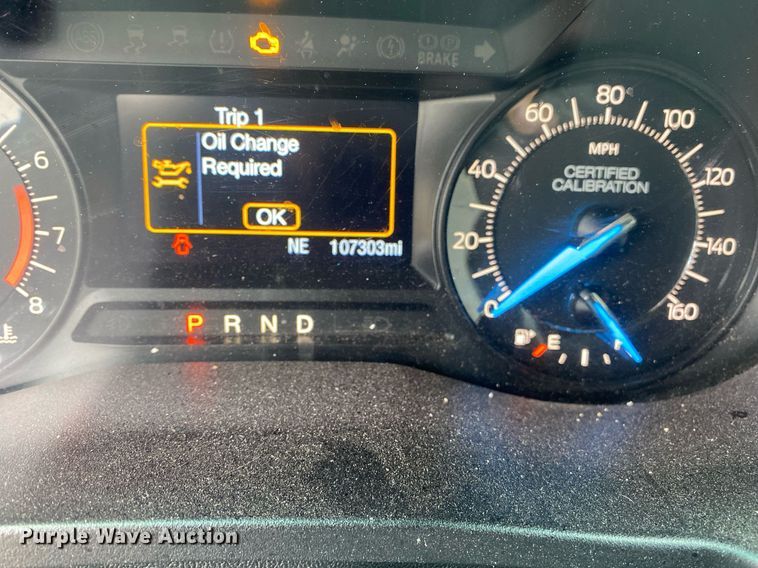 BRAKE
Trip 1
Oil Change
Required
OK
NE 107303mi
6
7
8
P R N D
0
20
40
60
80
100
120
140
160
MPH
CERTIFIED
CALIBRATION
E
Purple Wave Auction